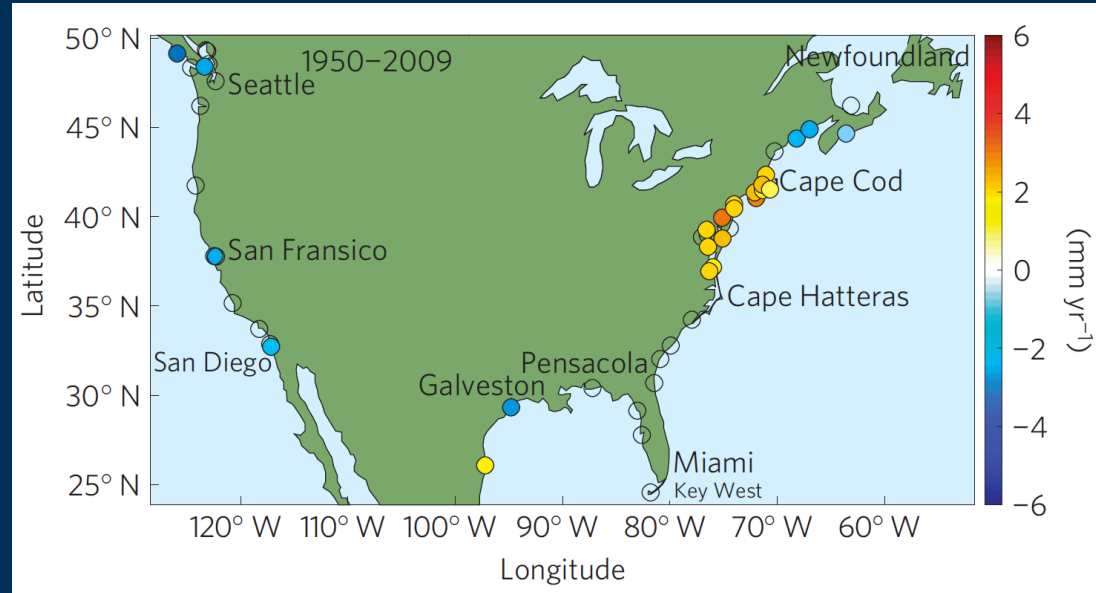 50° N
45° N
40° N
35° N
30° N
25° N
Latitude
1950–2009
Newfoundland
Seattle
Cape Cod
San Fransico
Cape Hatteras
San Diego
Pensacola
Galveston
Miami
Key West
120° W 110° W 100° W 90° W 80° W 70° W 60° W
Longitude
6
4
2
0
−2
−4
−6
(mm yr⁻¹)